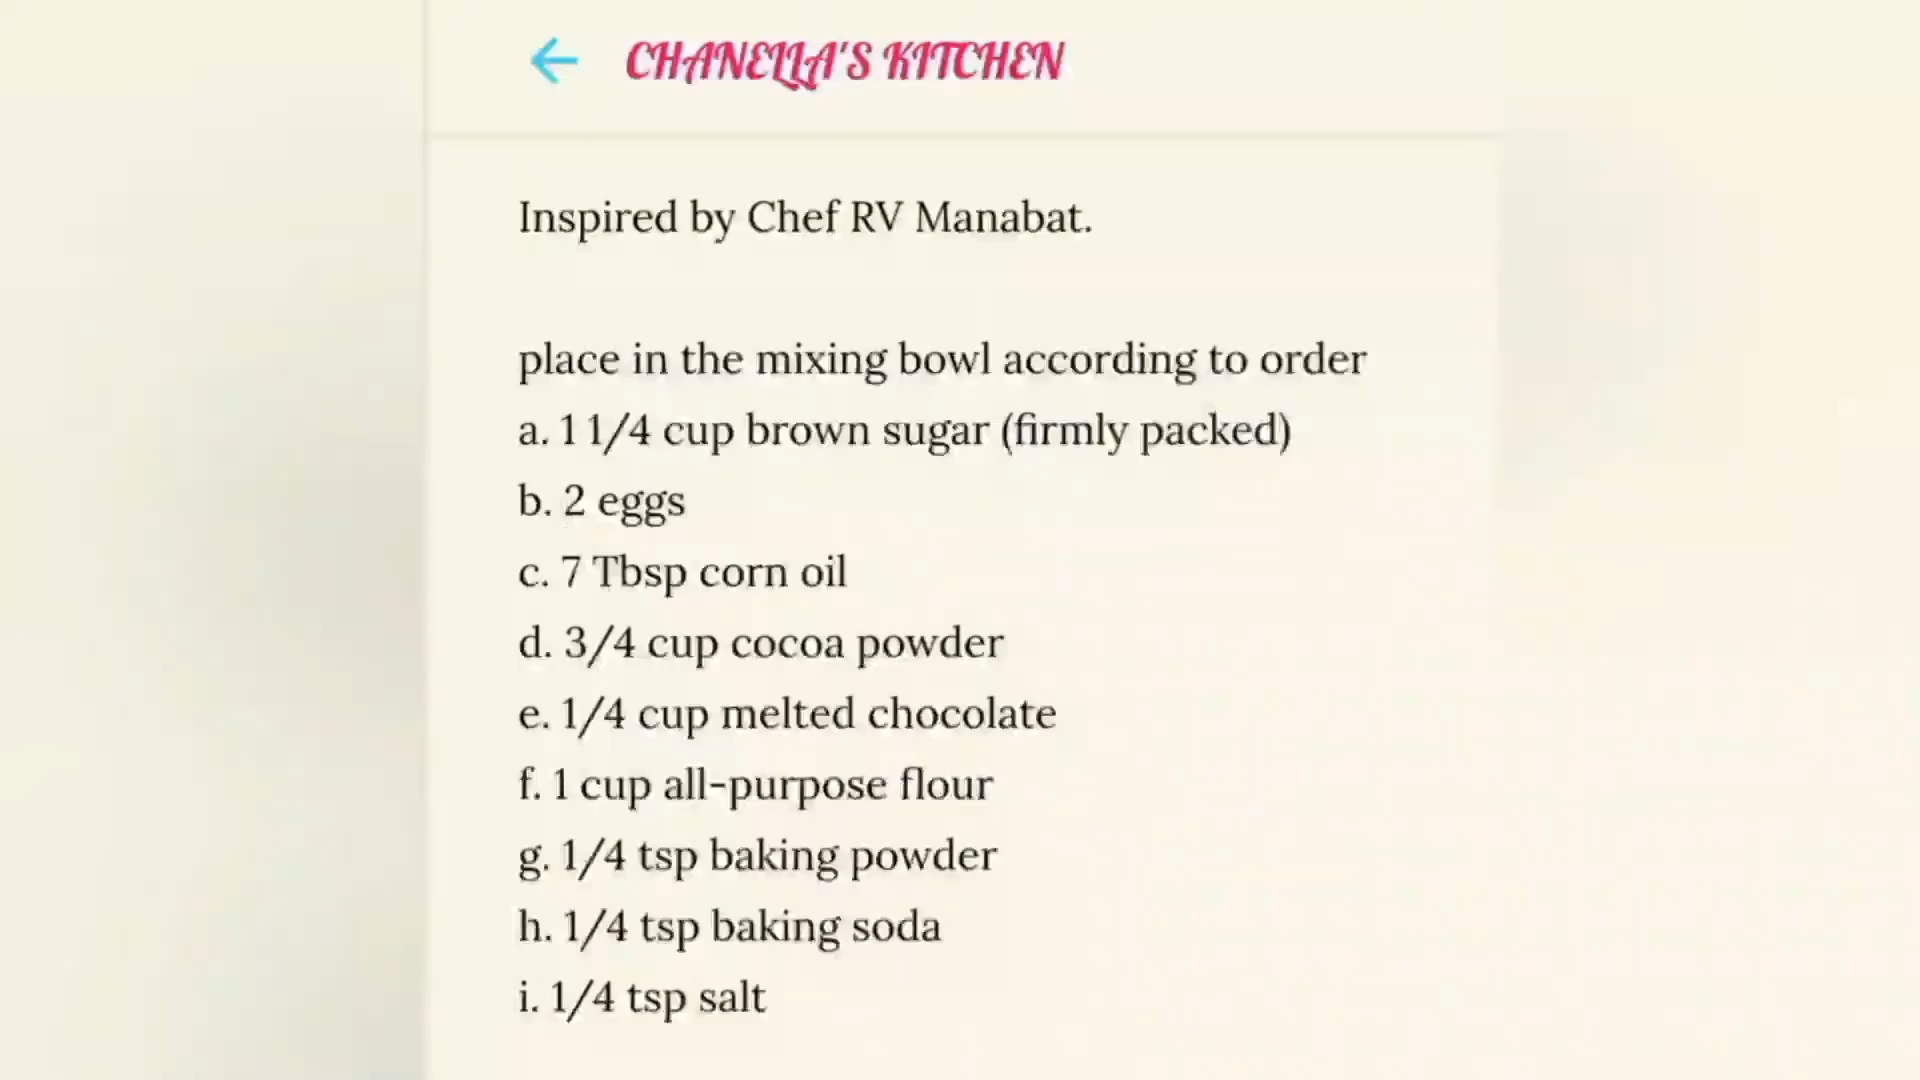 CHANELLA'S KITCHEN
Inspired by Chef RV Manabat.
place in the mixing bowl according to order
a. 1 1/4 cup brown sugar (firmly packed)
b. 2 eggs
c. 7 Tbsp corn oil
d. 3/4 cup cocoa powder
e. 1/4 cup melted chocolate
f. 1 cup all-purpose flour
g. 1/4 tsp baking powder
h. 1/4 tsp baking soda
i. 1/4 tsp salt